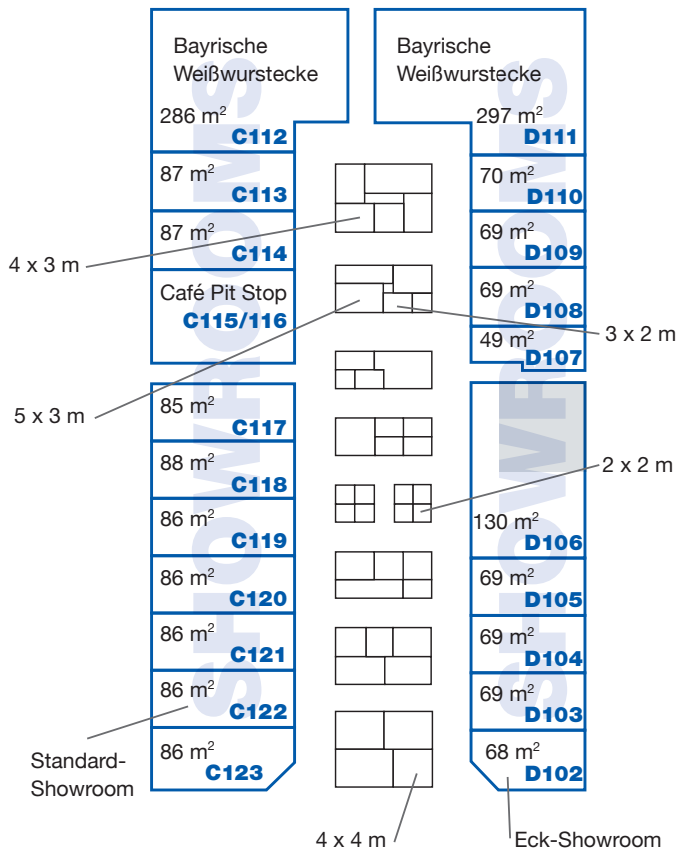 Bayrische
Weißwurstecke
286 m²
C112
87 m²
C113
87 m²
C114
Café Pit Stop
C115/116
85 m²
C117
88 m²
C118
86 m²
C119
86 m²
C120
86 m²
C121
86 m²
C122
86 m²
C123
SHOWROOMS
4 x 3 m
5 x 3 m
Standard-
Showroom
3 x 2 m
2 x 2 m
4 x 4 m
Bayrische
Weißwurstecke
297 m²
D111
70 m²
D110
69 m²
D109
69 m²
D108
49 m²
D107
130 m²
D106
69 m²
D105
69 m²
D104
69 m²
D103
68 m²
D102
SHOWROOMS
Eck-Showroom